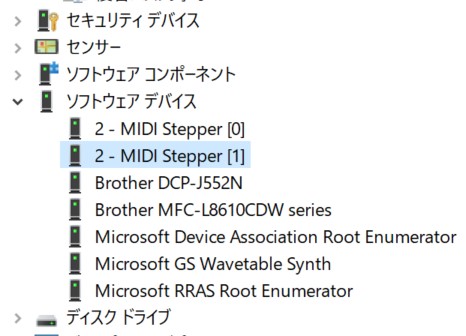 セキュリティ デバイス
センサー
ソフトウェア コンポーネント
ソフトウェア デバイス
2 - MIDI Stepper [0]
2 - MIDI Stepper [1]
Brother DCP-J552N
Brother MFC-L8610CDW series
Microsoft Device Association Root Enumerator
Microsoft GS Wavetable Synth
Microsoft RRAS Root Enumerator
ディスク ドライブ